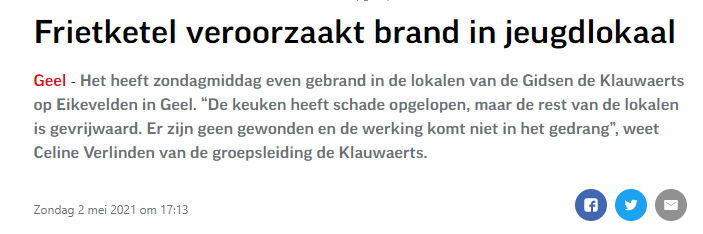 Frietketel veroorzaakt brand in jeugdlokaal
Geel - Het heeft zondagmiddag even gebrand in de lokalen van de Gidsen de Klauwaerts
op Eikevelden in Geel. “De keuken heeft schade opgelopen, maar de rest van de lokalen
is gevrijwaard. Er zijn geen gewonden en de werking komt niet in het gedrang”, weet
Celine Verlinden van de groepsleiding de Klauwaerts.
Zondag 2 mei 2021 om 17:13